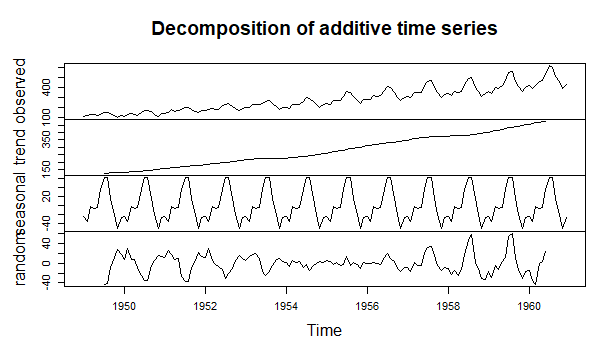 Decomposition of additive time series
observed
100 400
trend
150 350
seasonal
-40 20
random
-40 0 40
1950 1952 1954 1956 1958 1960
Time